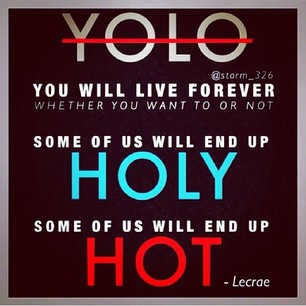 YOLO
@storm_326
YOU WILL LIVE FOREVER
WHETHER YOU WANT TO OR NOT
SOME OF US WILL END UP
HOLY
SOME OF US WILL END UP
HOT
- Lecrae